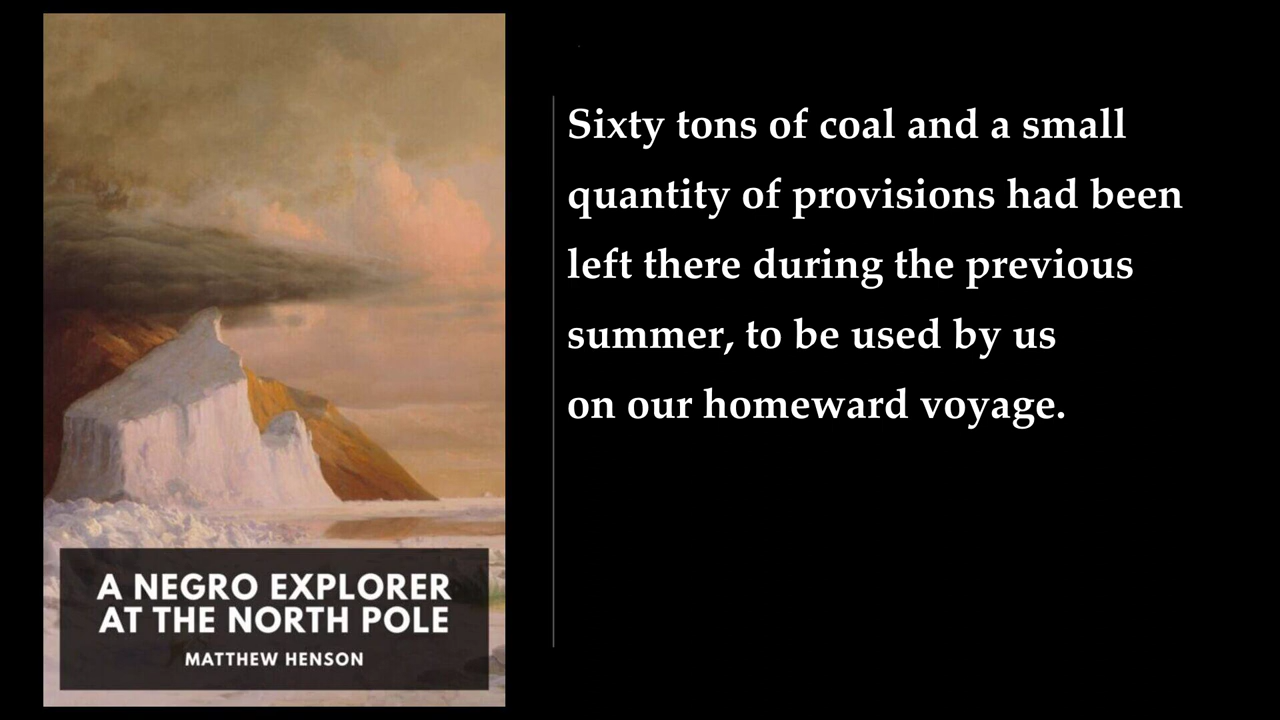 Sixty tons of coal and a small
quantity of provisions had been
left there during the previous
summer, to be used by us
on our homeward voyage.
A NEGRO EXPLORER
AT THE NORTH POLE
MATTHEW HENSON